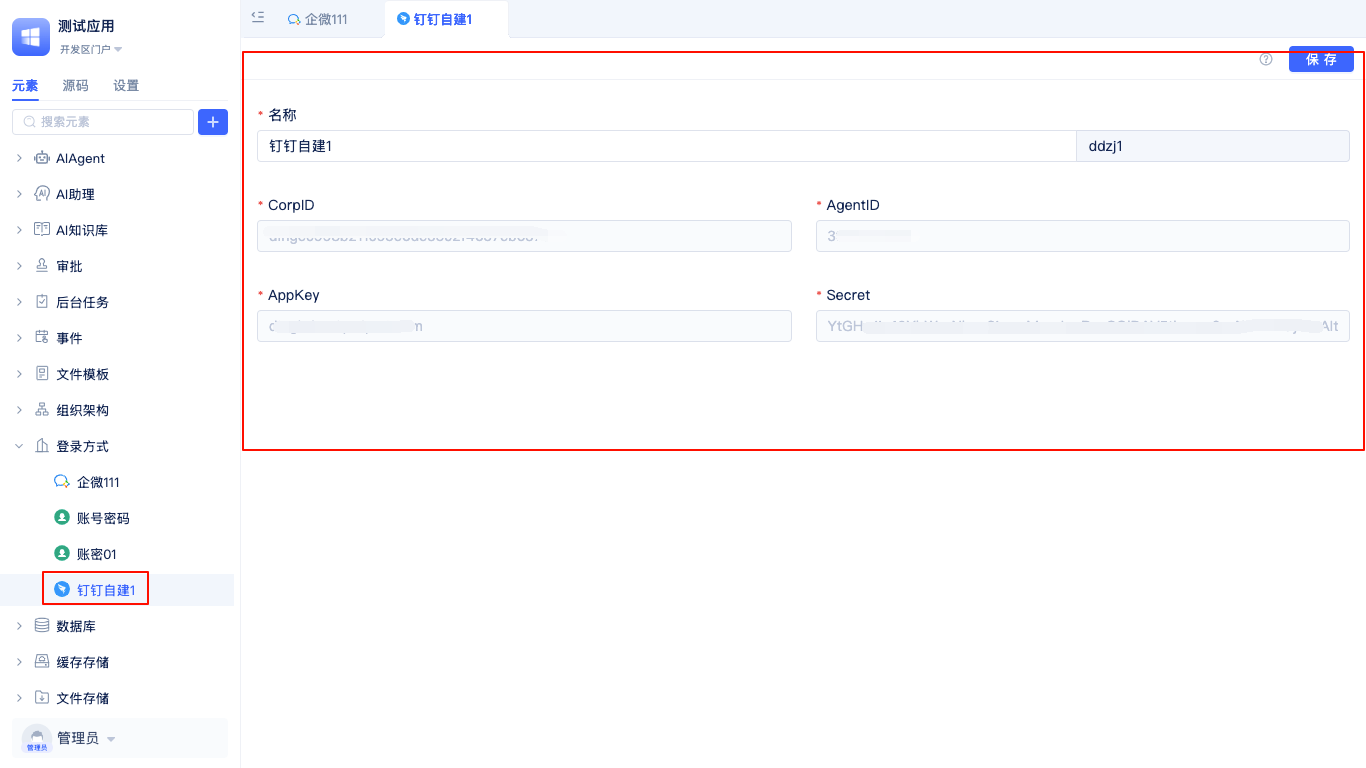 测试应用
开发区门户
元素 源码 设置
搜索元素
AIAgent
AI助理
AI知识库
审批
后台任务
事件
文件模板
组织架构
登录方式
企微111
账号密码
账密01
钉钉自建1
数据库
缓存存储
文件存储
管理员
管理员
企微111 钉钉自建1
保 存
* 名称
钉钉自建1 ddzj1
* CorpID * AgentID
3
* AppKey * Secret
YtGH